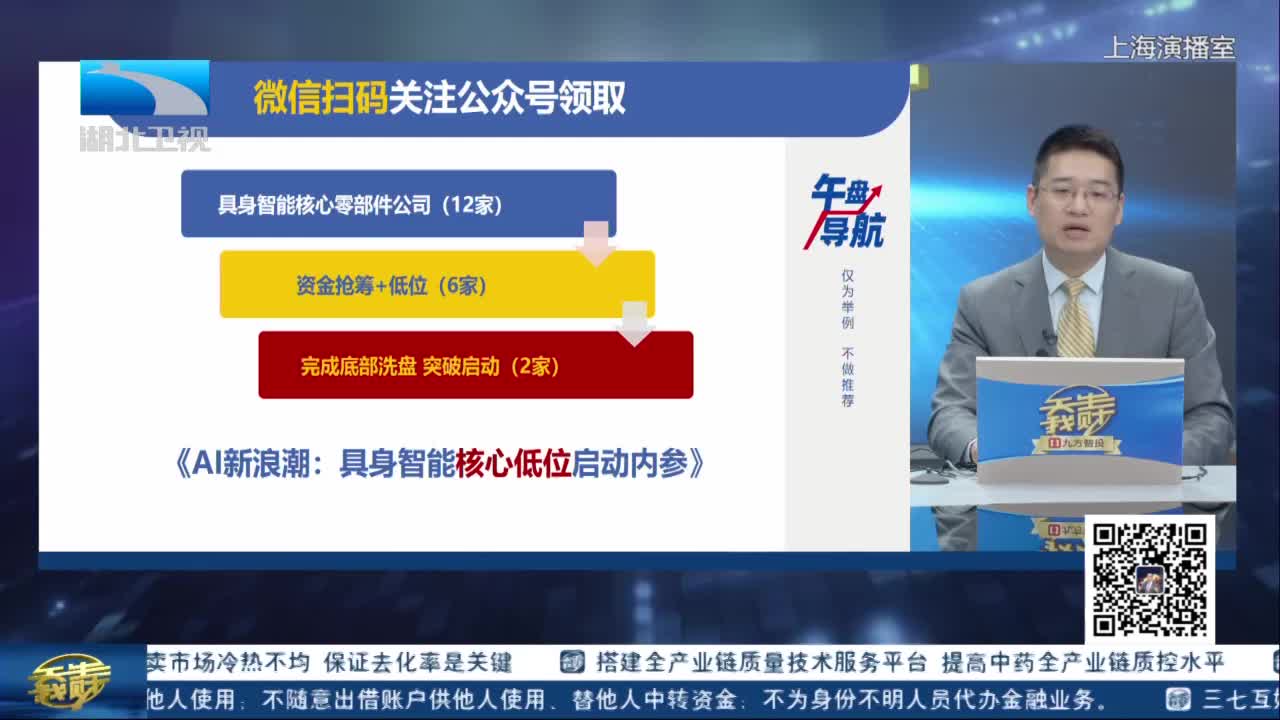 上海演播室
湖北卫视
微信扫码关注公众号领取
具身智能核心零部件公司（12家）
资金抢筹+低位（6家）
完成底部洗盘 突破启动（2家）
《AI新浪潮：具身智能核心低位启动内参》
午盘
导航
仅为举例 不做推荐
天生
我财
九方智投
天生
我财
卖市场冷热不均 保证去化率是关键 搭建全产业链质量技术服务平台 提高中药全产业链质控水平
他人使用；不随意出借账户供他人使用、替他人中转资金；不为身份不明人员代办金融业务。 三七互